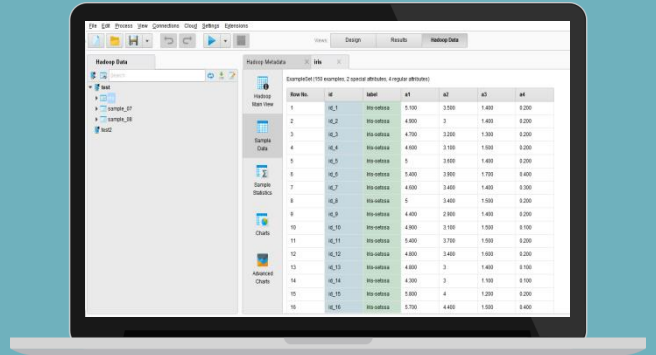 File Edit Process View Connections Cloud Settings Extensions
Views Design Results Hadoop Data
Hadoop Data
Search
test
sample_07
sample_08
test2
Hadoop Metadata
iris
Hadoop Main View
Sample Data
Sample Statistics
Charts
Advanced Charts
ExampleSet (150 examples, 2 special attributes, 4 regular attributes)
Row No. id label a1 a2 a3 a4
1 id_1 Iris-setosa 5.100 3.500 1.400 0.200
2 id_2 Iris-setosa 4.900 3 1.400 0.200
3 id_3 Iris-setosa 4.700 3.200 1.300 0.200
4 id_4 Iris-setosa 4.600 3.100 1.500 0.200
5 id_5 Iris-setosa 5 3.600 1.400 0.200
6 id_6 Iris-setosa 5.400 3.900 1.700 0.400
7 id_7 Iris-setosa 4.600 3.400 1.400 0.300
8 id_8 Iris-setosa 5 3.400 1.500 0.200
9 id_9 Iris-setosa 4.400 2.900 1.400 0.200
10 id_10 Iris-setosa 4.900 3.100 1.500 0.100
11 id_11 Iris-setosa 5.400 3.700 1.500 0.200
12 id_12 Iris-setosa 4.800 3.400 1.600 0.200
13 id_13 Iris-setosa 4.800 3 1.400 0.100
14 id_14 Iris-setosa 4.300 3 1.100 0.100
15 id_15 Iris-setosa 5.800 4 1.200 0.200
16 id_16 Iris-setosa 5.700 4.400 1.500 0.400